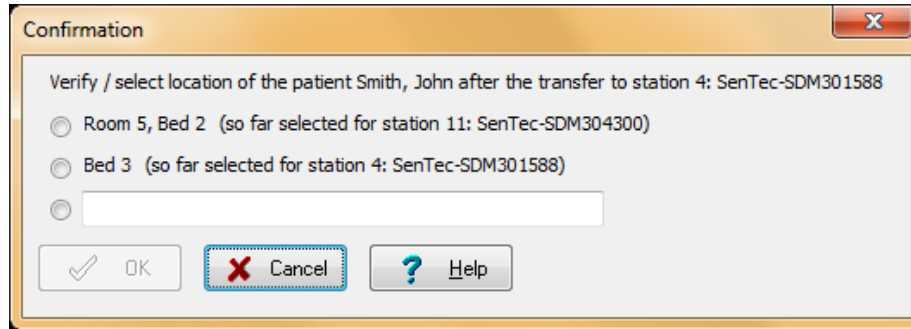 Confirmation
Verify / select location of the patient Smith, John after the transfer to station 4: SenTec-SDM301588
Room 5, Bed 2 (so far selected for station 11: SenTec-SDM304300)
Bed 3 (so far selected for station 4: SenTec-SDM301588)
OK Cancel Help